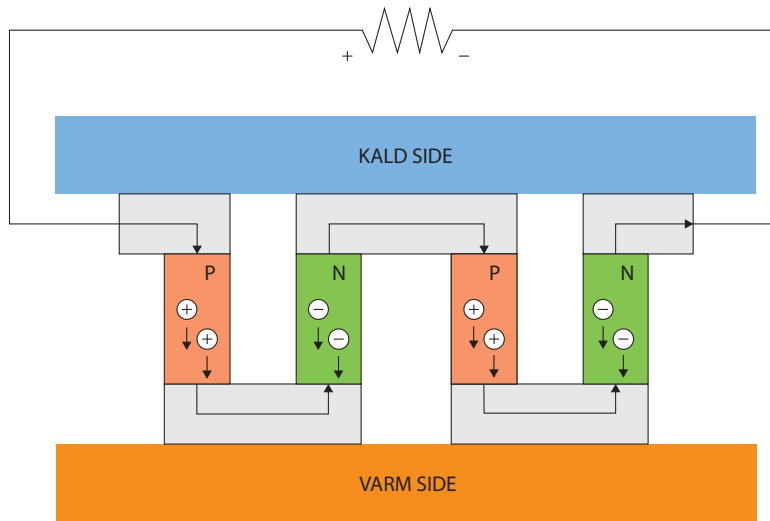 + −
KALD SIDE
P N P N
+ − + −
+ − + −
VARM SIDE